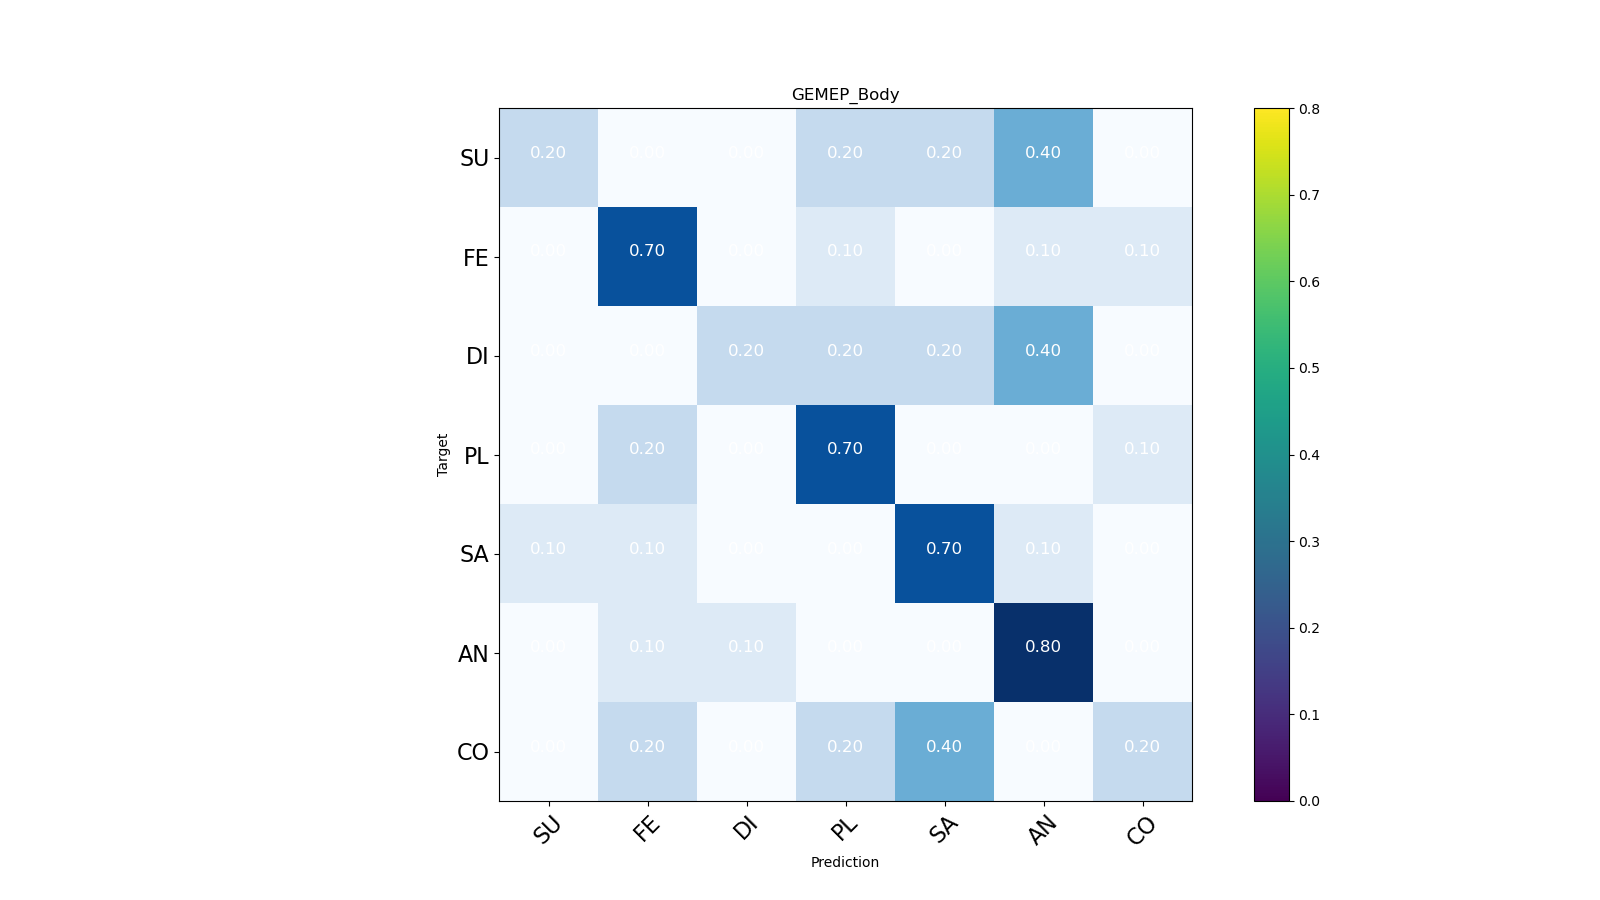 GEMEP_Body
SU 0.20 0.00 0.00 0.20 0.20 0.40 0.00
FE 0.00 0.70 0.00 0.10 0.00 0.10 0.10
DI 0.00 0.00 0.20 0.20 0.20 0.40 0.00
PL 0.00 0.20 0.00 0.70 0.00 0.00 0.10
SA 0.10 0.10 0.00 0.00 0.70 0.10 0.00
AN 0.00 0.10 0.10 0.00 0.00 0.80 0.00
CO 0.00 0.20 0.00 0.20 0.40 0.00 0.20
SU FE DI PL SA AN CO
Target
Prediction
0.8
0.7
0.6
0.5
0.4
0.3
0.2
0.1
0.0